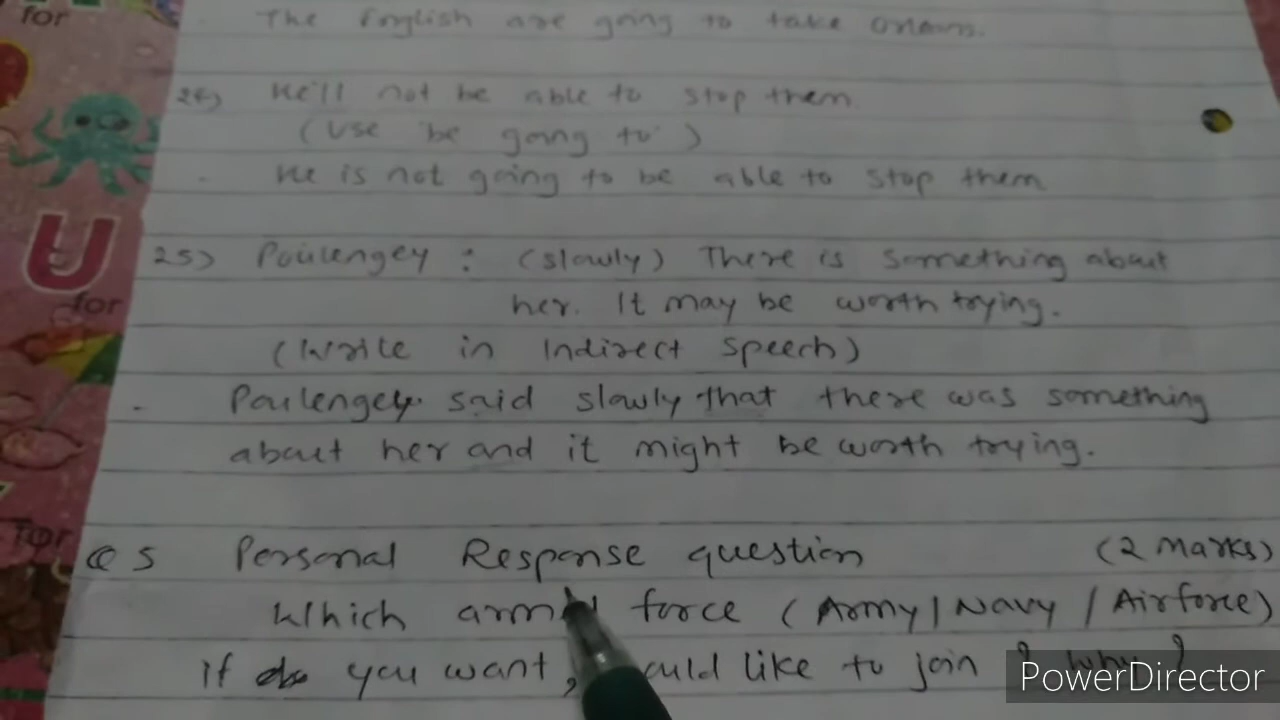 for
The English are going to take Orleans.
24) He'll not be able to stop them
(Use 'be going to')
He is not going to be able to stop them
U
for
25) Poulengey : (slowly) There is something about
her. It may be worth trying.
(Write in Indirect speech)
Poulengey said slowly that there was something
about her and it might be worth trying.
for
Q 5 Personal Response question (2 Marks)
Which force (Army/Navy/Airforce)
if you want, like to join ? why ?
PowerDirector